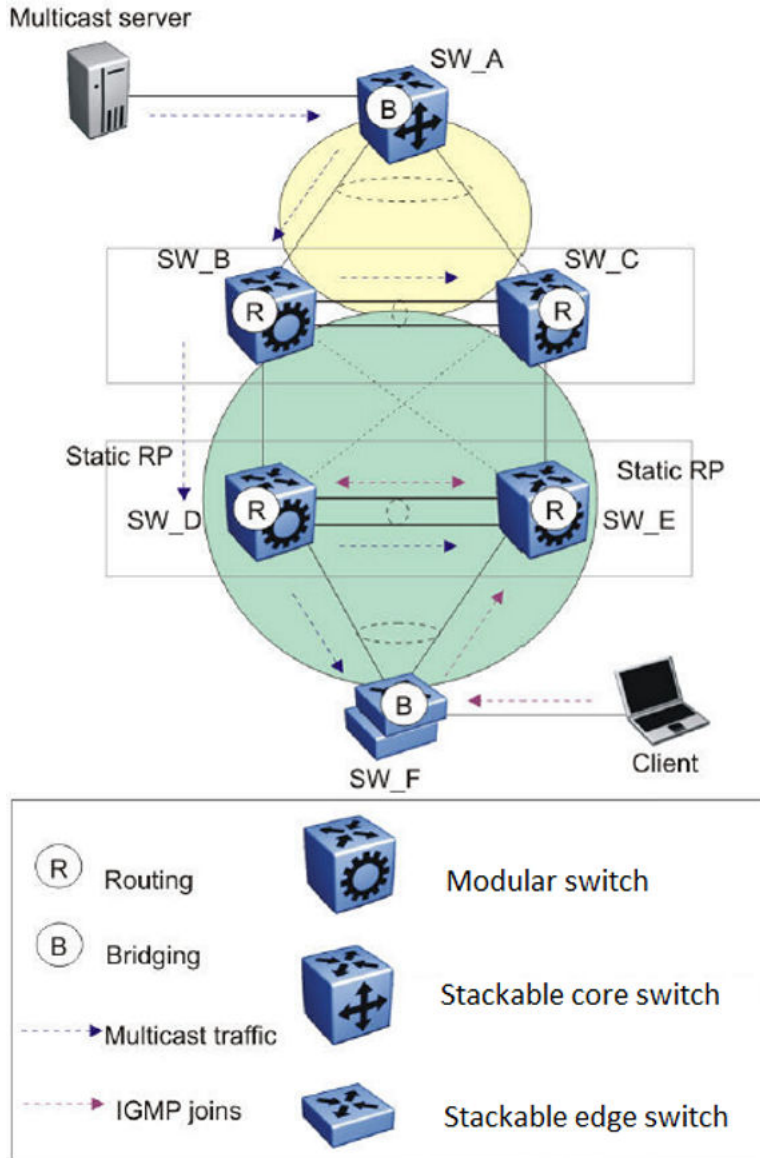 Multicast server
SW_A
B
SW_B
SW_C
R
R
Static RP
Static RP
SW_D
R
R
SW_E
B
SW_F
Client
R
Routing
Modular switch
B
Bridging
Stackable core switch
Multicast traffic
IGMP joins
Stackable edge switch